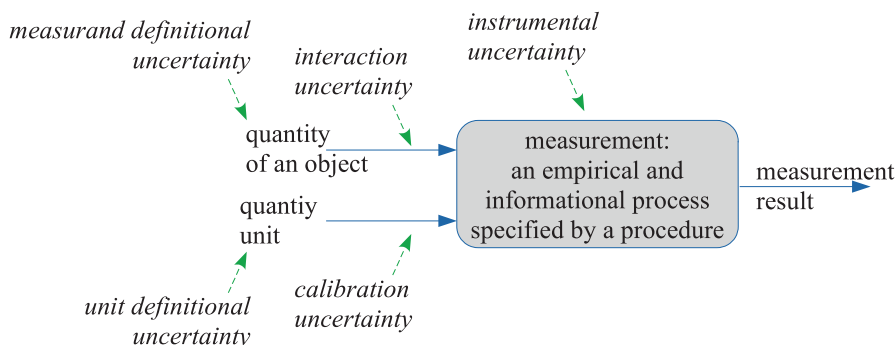 measurand definitional
uncertainty
interaction
uncertainty
instrumental
uncertainty
quantity
of an object
quantiy
unit
measurement:
an empirical and
informational process
specified by a procedure
measurement
result
unit definitional
uncertainty
calibration
uncertainty